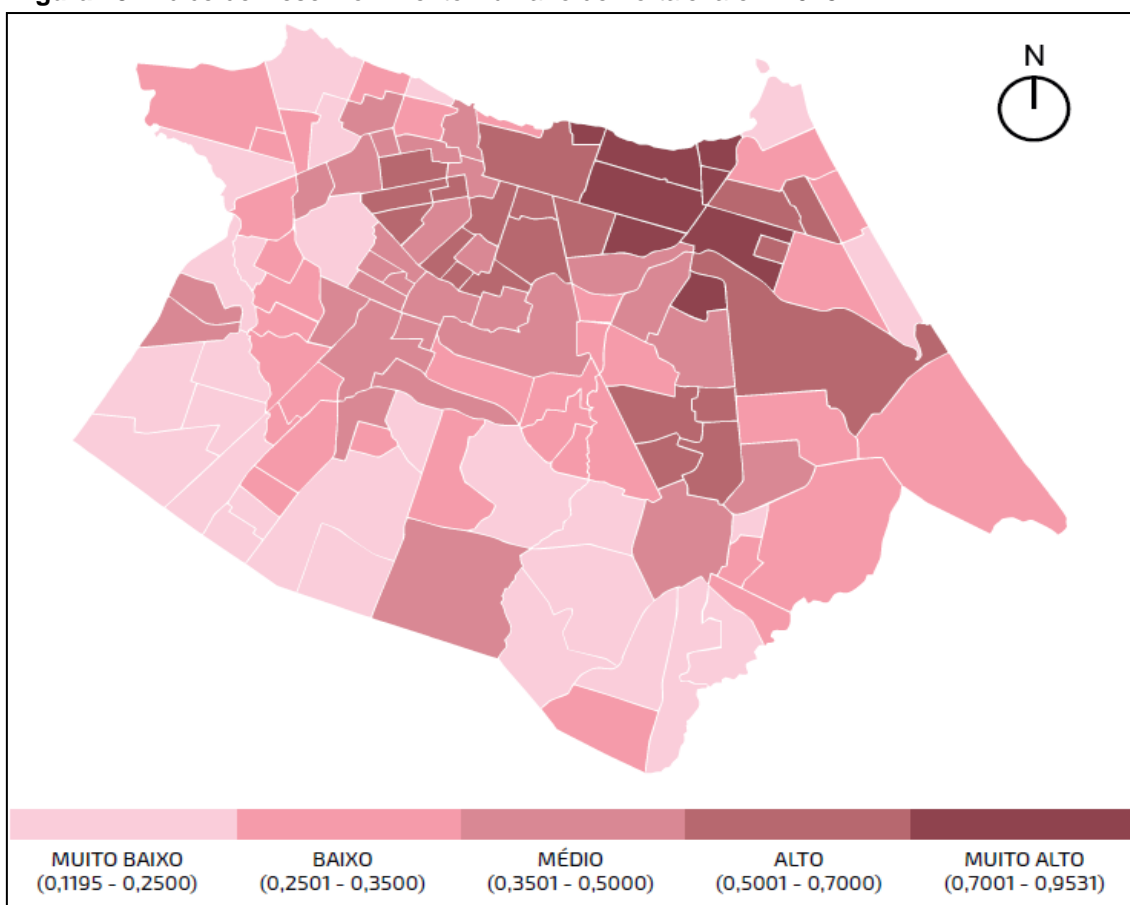 N
MUITO BAIXO
(0,1195 - 0,2500)
BAIXO
(0,2501 - 0,3500)
MÉDIO
(0,3501 - 0,5000)
ALTO
(0,5001 - 0,7000)
MUITO ALTO
(0,7001 - 0,9531)